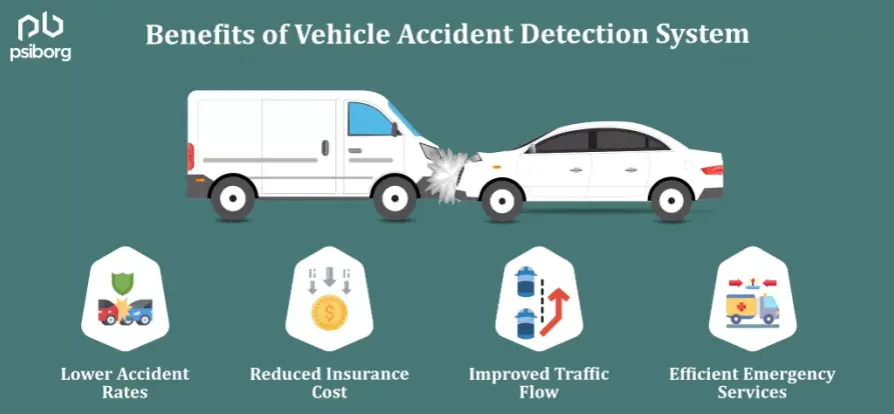 psiborg
Benefits of Vehicle Accident Detection System
Lower Accident
Rates
Reduced Insurance
Cost
Improved Traffic
Flow
Efficient Emergency
Services